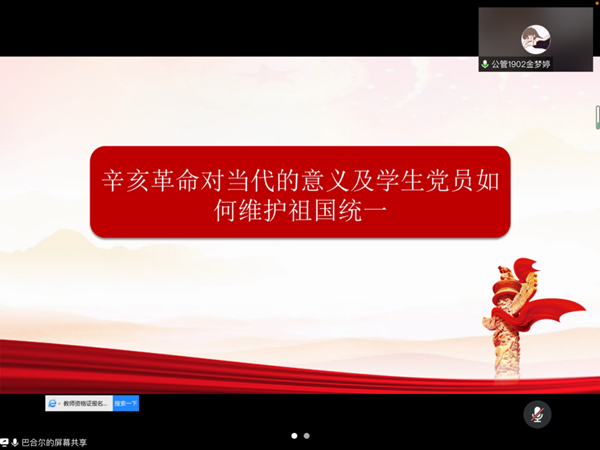 公管1902金梦婷
辛亥革命对当代的意义及学生党员如
何维护祖国统一
教师资格证报名... 搜索一下
巴合尔的屏幕共享